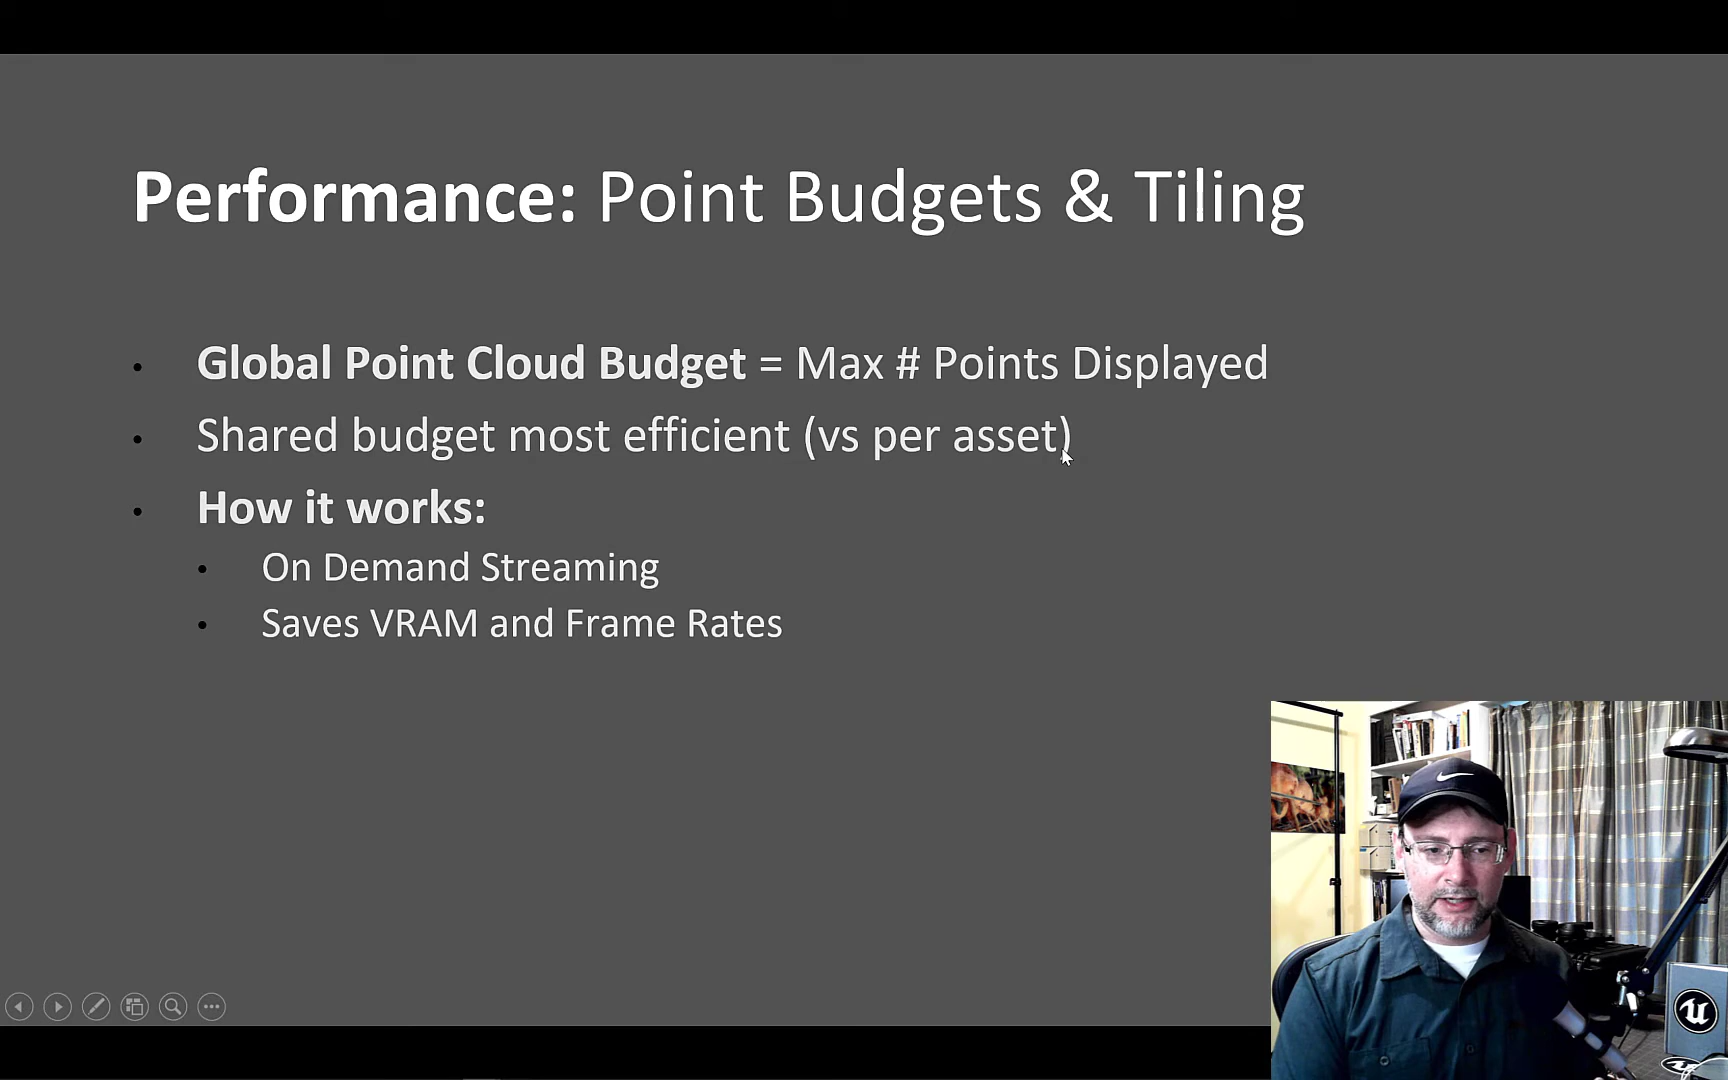 Performance: Point Budgets & Tiling
Global Point Cloud Budget = Max # Points Displayed
Shared budget most efficient (vs per asset)
How it works:
On Demand Streaming
Saves VRAM and Frame Rates